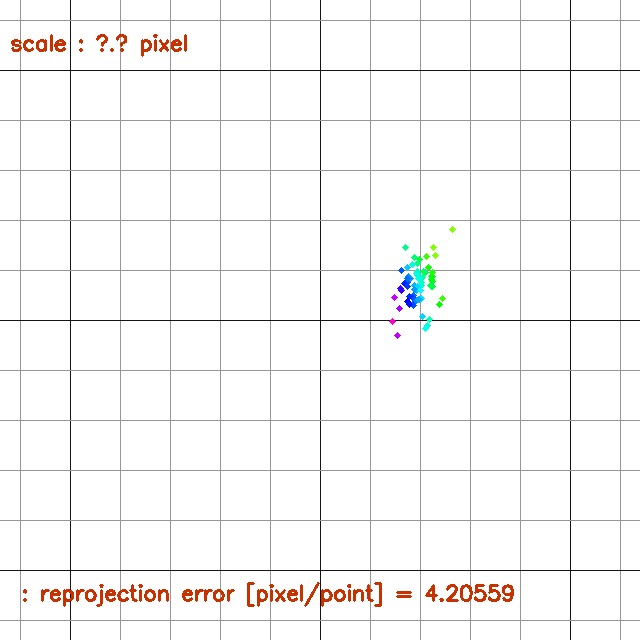 scale : ?.? pixel
: reprojection error [pixel/point] = 4.20559